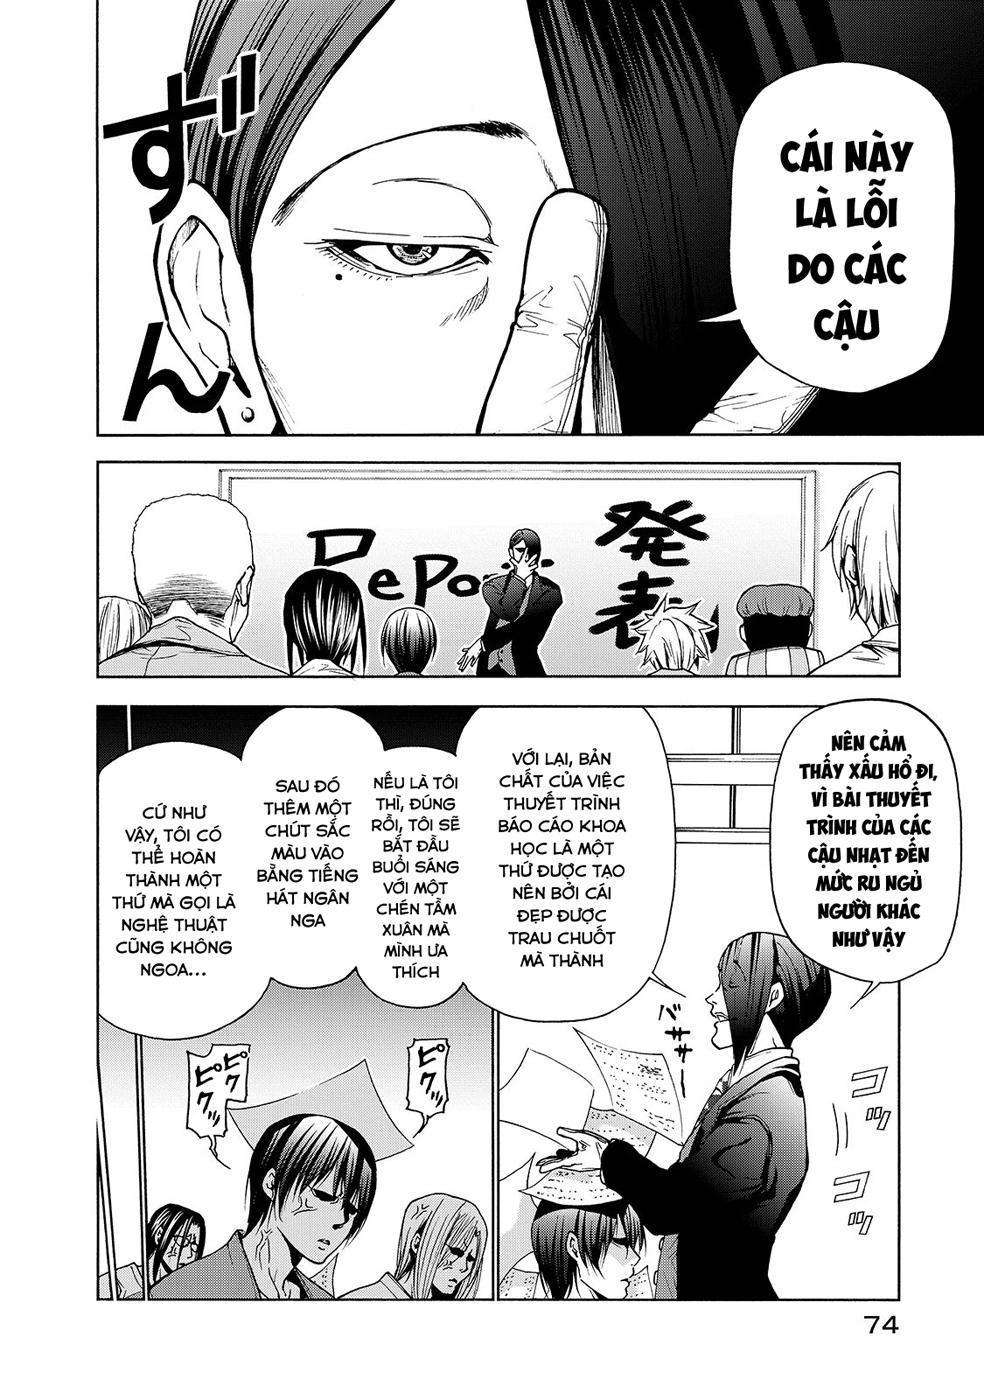 CÁI NÀY
LÀ LỖI
DO CÁC
CẬU
ず
ん
Repo
発
表
NÊN CẢM
THẤY XẤU HỔ ĐI,
VÌ BÀI THUYẾT
TRÌNH CỦA CÁC
CẬU NHẠT ĐẾN
MỨC RU NGỦ
NGƯỜI KHÁC
NHƯ VẬY
VỚI LẠI, BẢN
CHẤT CỦA VIỆC
THUYẾT TRÌNH
BÁO CÁO KHOA
HỌC LÀ MỘT
THỨ ĐƯỢC TẠO
NÊN BỞI CÁI
ĐẸP ĐƯỢC
TRAU CHUỐT
MÀ THÀNH
NẾU LÀ TÔI
THÌ, ĐÚNG
RỒI, TÔI SẼ
BẮT ĐẦU
BUỔI SÁNG
VỚI MỘT
CHÉN TẦM
XUÂN MÀ
MÌNH ƯA
THÍCH
SAU ĐÓ
THÊM MỘT
CHÚT SẮC
MÀU VÀO
BẰNG TIẾNG
HÁT NGÂN
NGA
CỨ NHƯ
VẬY, TÔI CÓ
THỂ HOÀN
THÀNH MỘT
THỨ MÀ GỌI LÀ
NGHỆ THUẬT
CŨNG KHÔNG
NGOA...
バサササ
コツッ
コツ
ピクッ
ピクッ
ピクッ
74